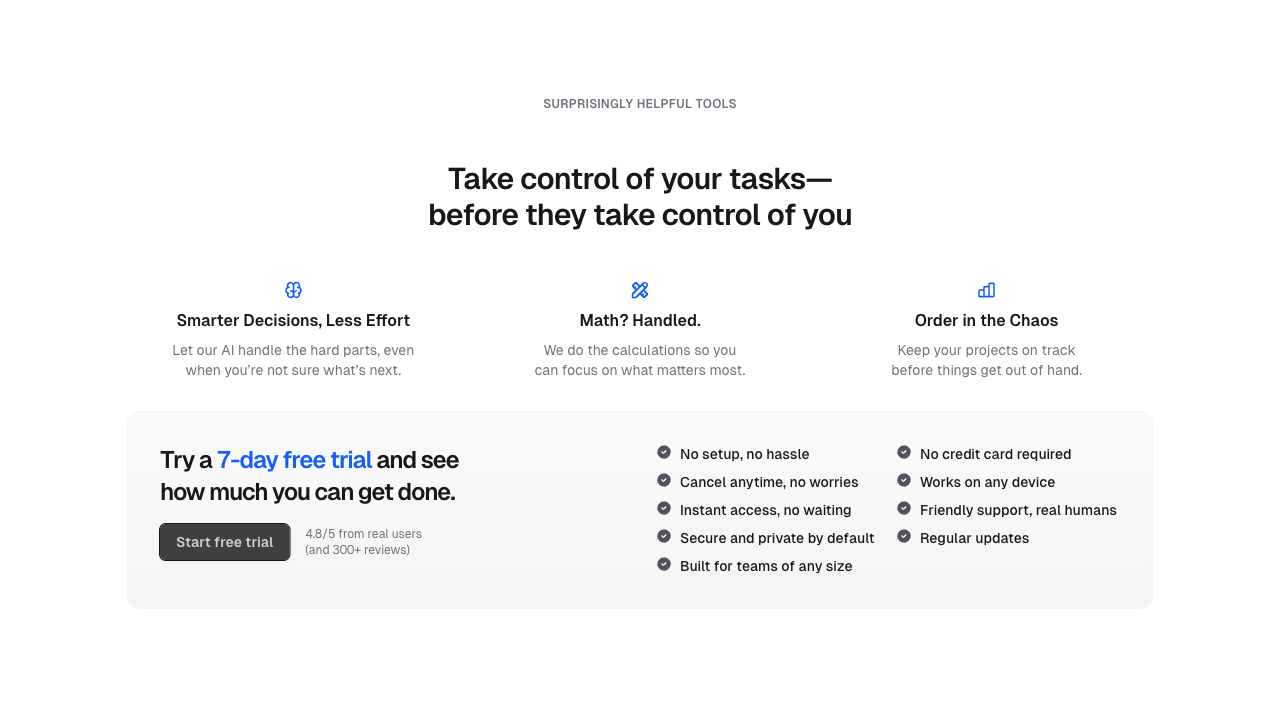 SURPRISINGLY HELPFUL TOOLS
Take control of your tasks—
before they take control of you
Smarter Decisions, Less Effort
Let our AI handle the hard parts, even
when you’re not sure what’s next.
Math? Handled.
We do the calculations so you
can focus on what matters most.
Order in the Chaos
Keep your projects on track
before things get out of hand.
Try a 7-day free trial and see
how much you can get done.
Start free trial
4.8/5 from real users
(and 300+ reviews)
No setup, no hassle
Cancel anytime, no worries
Instant access, no waiting
Secure and private by default
Built for teams of any size
No credit card required
Works on any device
Friendly support, real humans
Regular updates